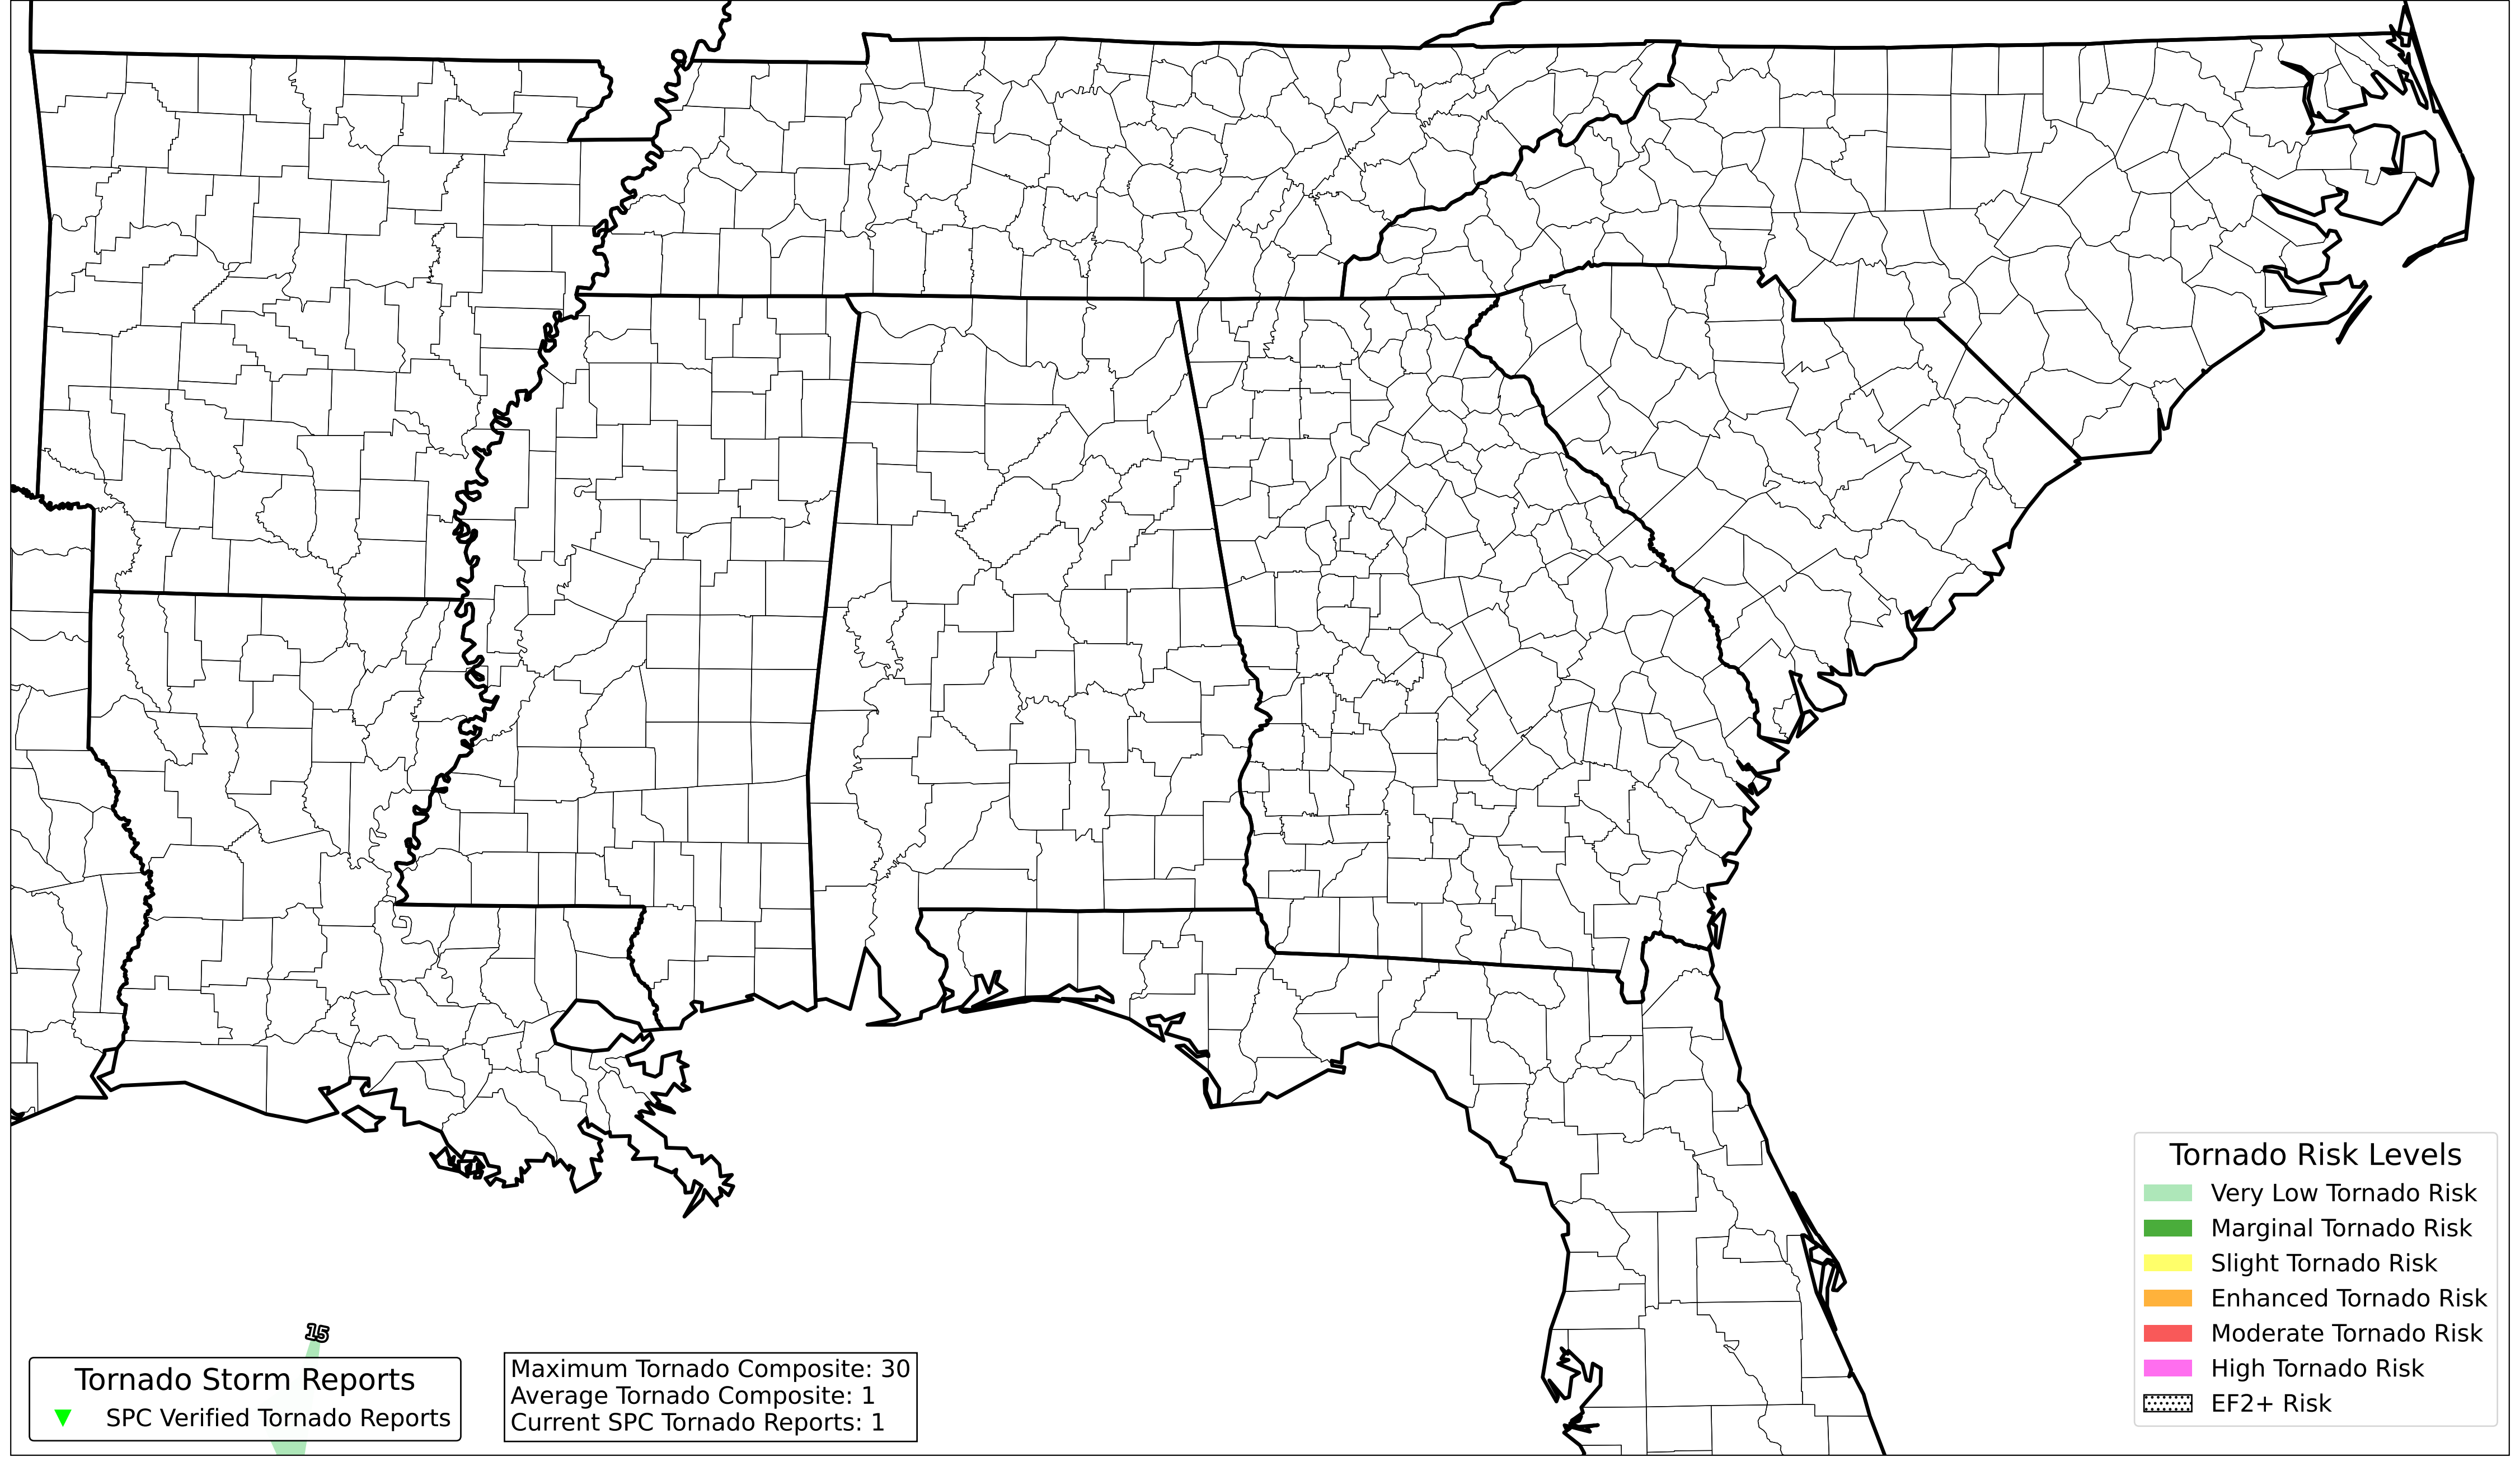 15
Tornado Storm Reports
SPC Verified Tornado Reports
Maximum Tornado Composite: 30
Average Tornado Composite: 1
Current SPC Tornado Reports: 1
Tornado Risk Levels
Very Low Tornado Risk
Marginal Tornado Risk
Slight Tornado Risk
Enhanced Tornado Risk
Moderate Tornado Risk
High Tornado Risk
EF2+ Risk